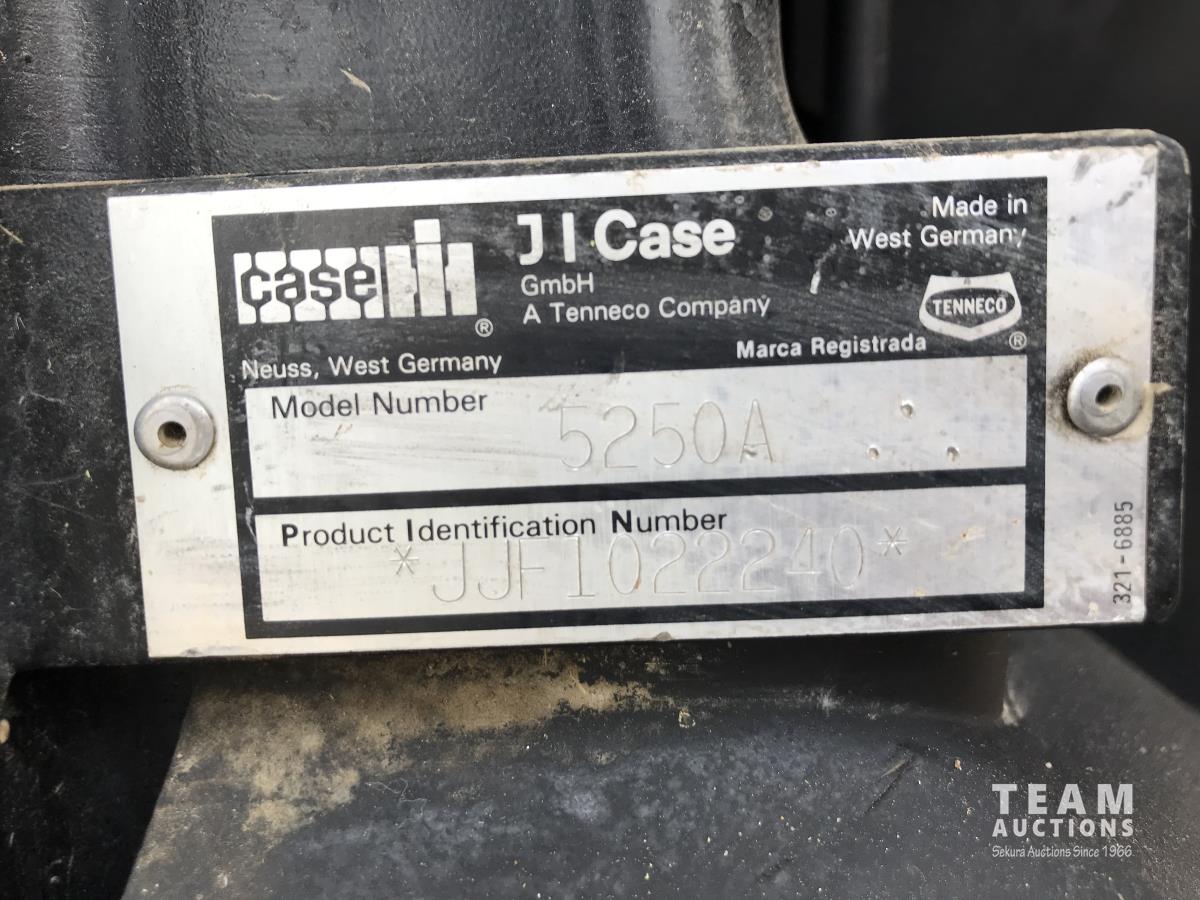 case IH ®
J I Case
GmbH
A Tenneco Company
Made in
West Germany
TENNECO
®
Marca Registrada
Neuss, West Germany
Model Number
5250A
Product Identification Number
*JJF1022240*
321-6885
TEAM
AUCTIONS
Sekura Auctions Since 1966